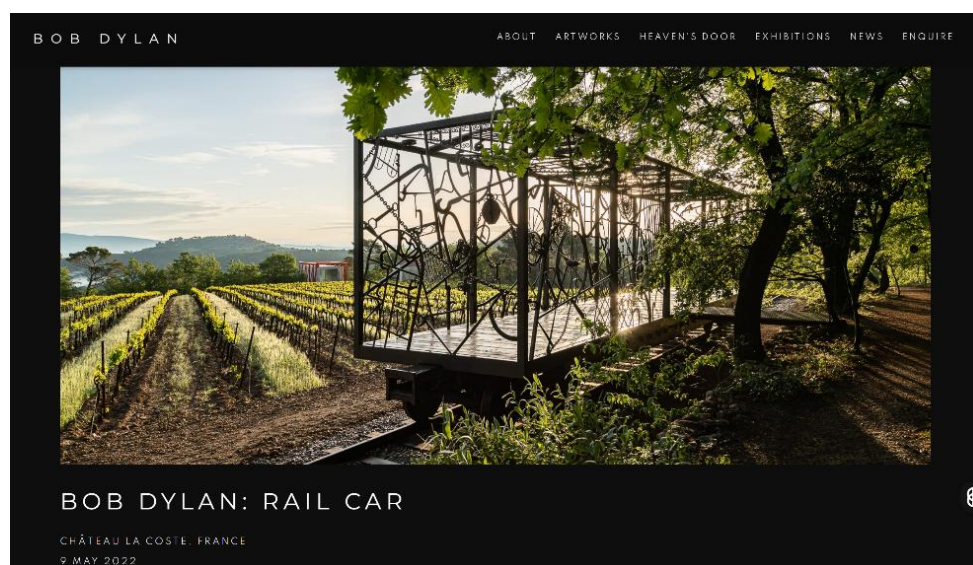 BOB DYLAN
ABOUT ARTWORKS HEAVEN'S DOOR EXHIBITIONS NEWS ENQUIRE
BOB DYLAN: RAIL CAR
CHÂTEAU LA COSTE, FRANCE
9 MAY 2022